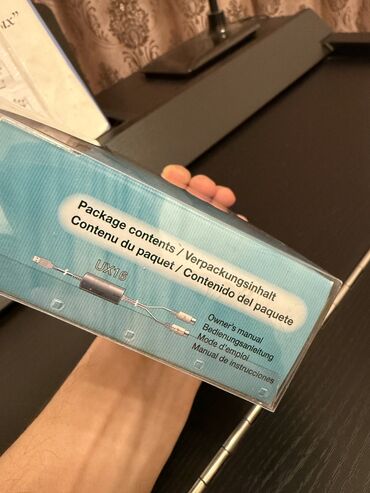 Package contents / Verpackungsinhalt
Contenu du paquet / Contenido del paquete
UX16
Owner's manual
Bedienungsanleitung
Mode d'emploi
Manual de instrucciones